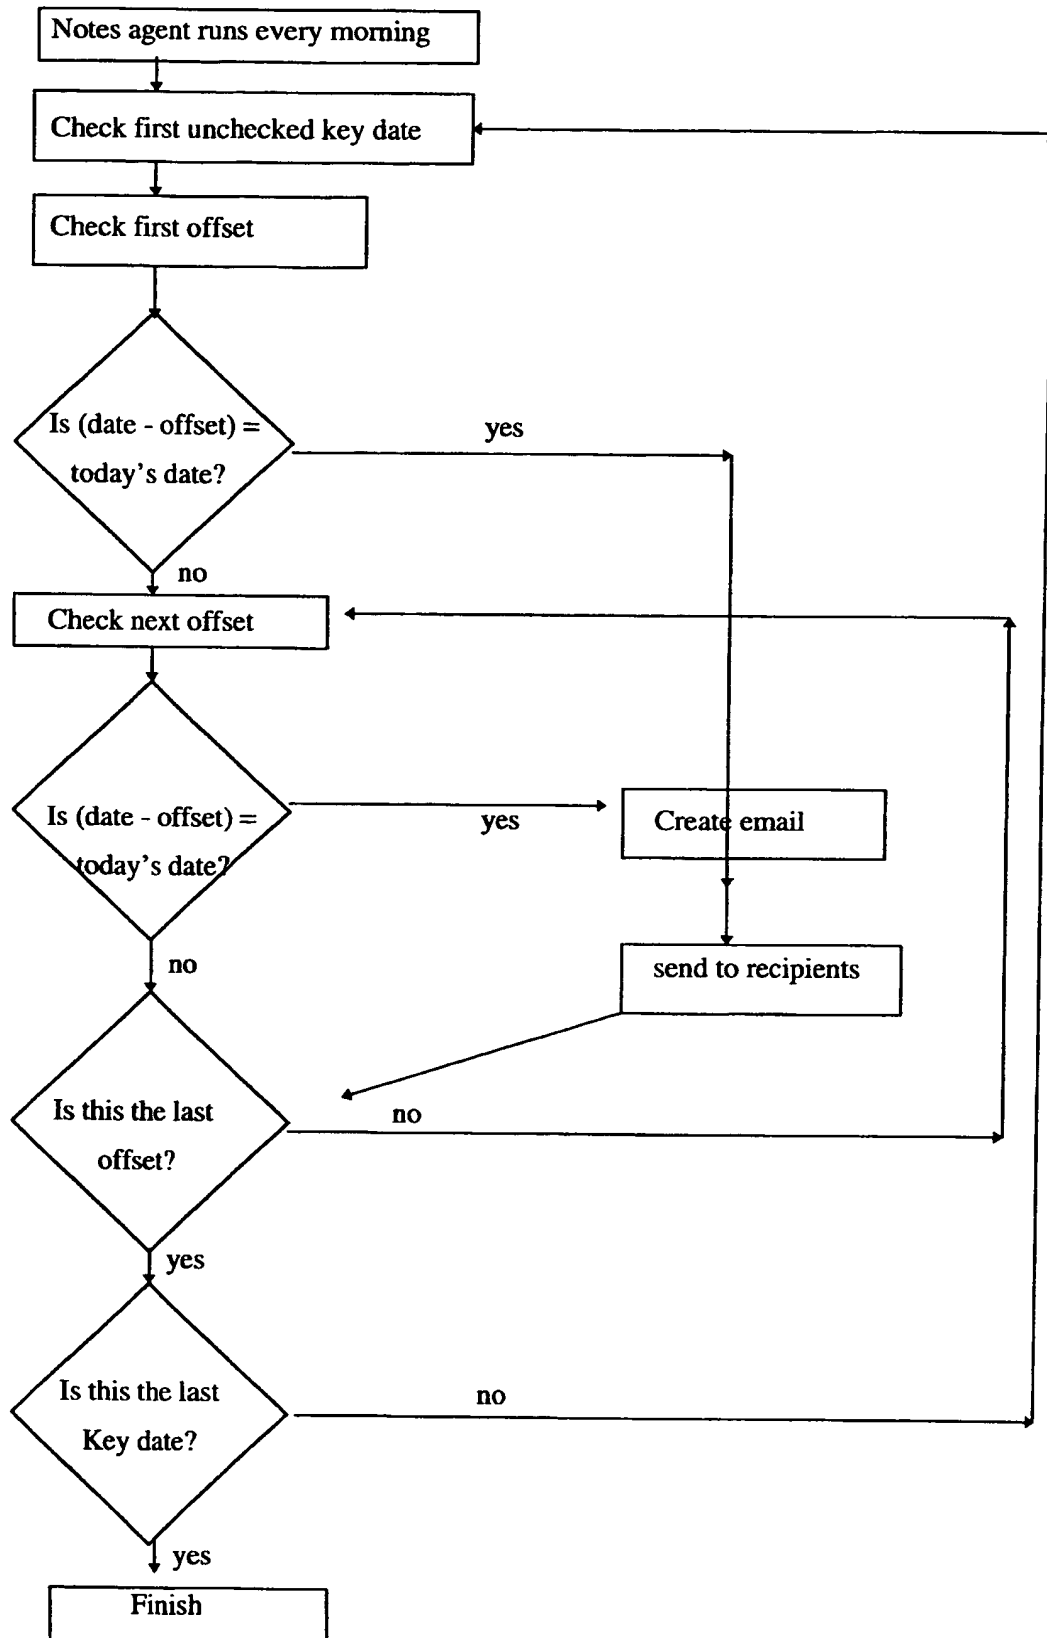 Notes agent runs every morning
Check first unchecked key date
Check first offset
Is (date - offset) =
today's date?
yes
no
Check next offset
Is (date - offset) =
today's date?
yes
Create email
no
send to recipients
Is this the last
offset?
no
yes
Is this the last
Key date?
no
yes
Finish